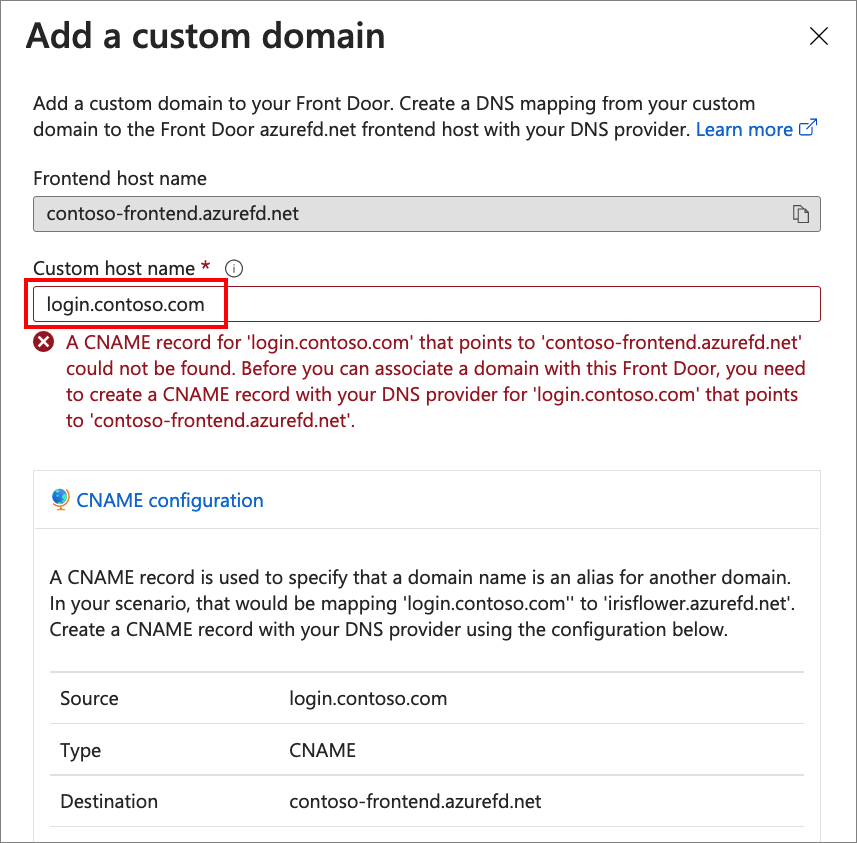 Add a custom domain
Add a custom domain to your Front Door. Create a DNS mapping from your custom
domain to the Front Door azurefd.net frontend host with your DNS provider. Learn more
Frontend host name
contoso-frontend.azurefd.net
Custom host name *
login.contoso.com
A CNAME record for 'login.contoso.com' that points to 'contoso-frontend.azurefd.net'
could not be found. Before you can associate a domain with this Front Door, you need
to create a CNAME record with your DNS provider for 'login.contoso.com' that points
to 'contoso-frontend.azurefd.net'.
CNAME configuration
A CNAME record is used to specify that a domain name is an alias for another domain.
In your scenario, that would be mapping 'login.contoso.com'' to 'irisflower.azurefd.net'.
Create a CNAME record with your DNS provider using the configuration below.
Source login.contoso.com
Type CNAME
Destination contoso-frontend.azurefd.net